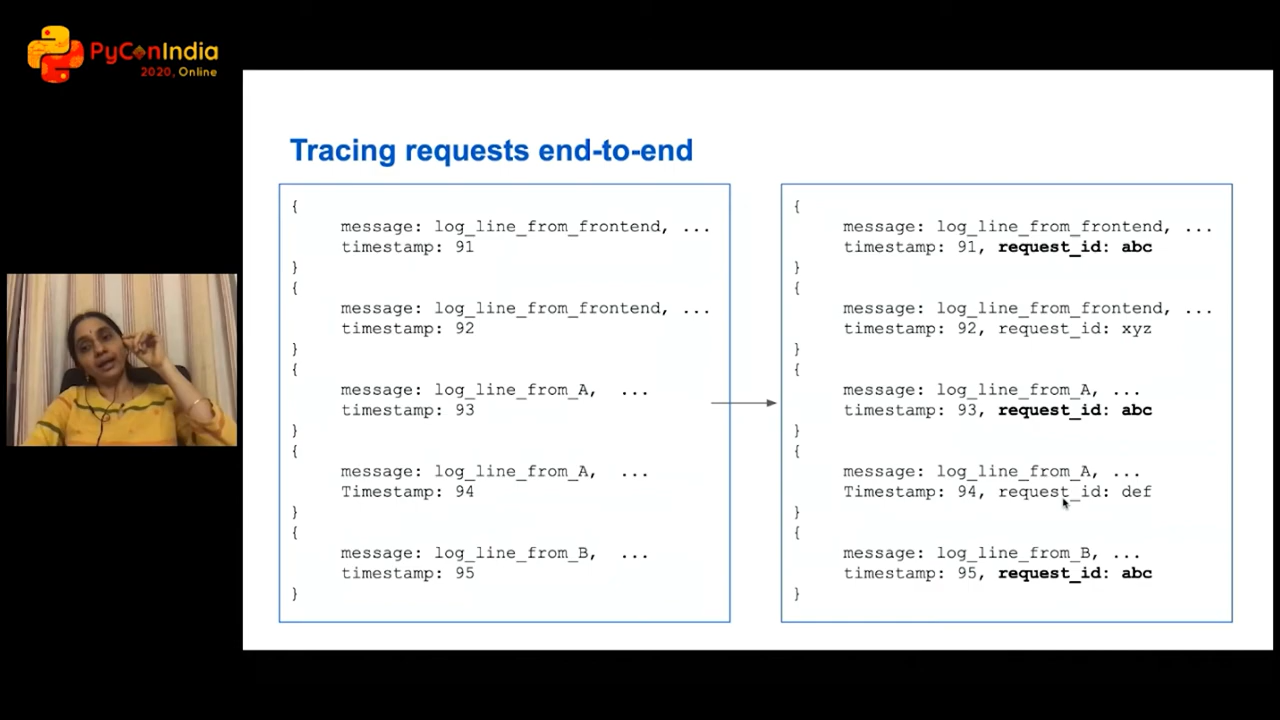 PyConIndia
2020, Online
Tracing requests end-to-end
{
message: log_line_from_frontend, ...
timestamp: 91
}
{
message: log_line_from_frontend, ...
timestamp: 92
}
{
message: log_line_from_A, ...
timestamp: 93
}
{
message: log_line_from_A, ...
Timestamp: 94
}
{
message: log_line_from_B, ...
timestamp: 95
}
{
message: log_line_from_frontend, ...
timestamp: 91, request_id: abc
}
{
message: log_line_from_frontend, ...
timestamp: 92, request_id: xyz
}
{
message: log_line_from_A, ...
timestamp: 93, request_id: abc
}
{
message: log_line_from_A, ...
Timestamp: 94, request_id: def
}
{
message: log_line_from_B, ...
timestamp: 95, request_id: abc
}